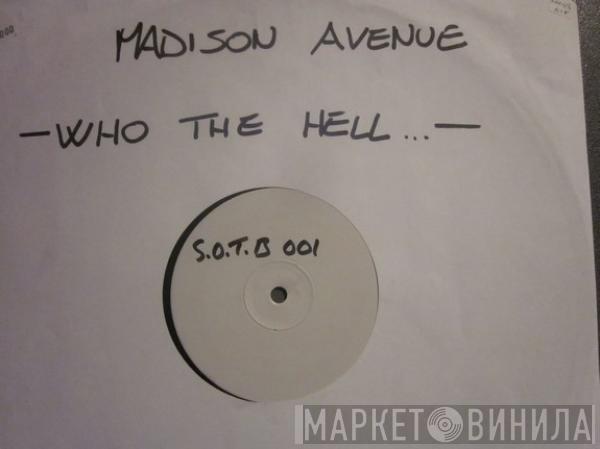 MADISON AVENUE
-WHO THE HELL...-
S.O.T.B 001
МАРКЕТ ВИНИЛА